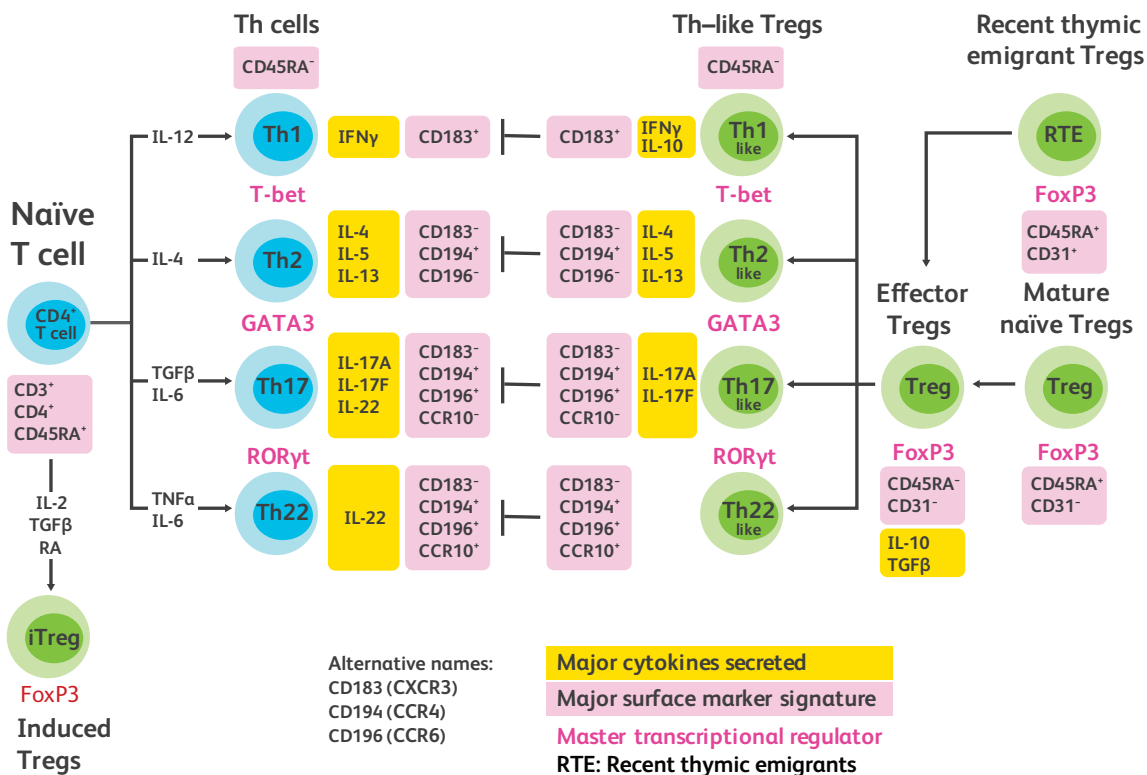 Th cells
Th–like Tregs
Recent thymic
emigrant Tregs
CD45RA⁻
CD45RA⁻
IL-12
Th1
IFNγ
CD183⁺
CD183⁺
IFNγ
IL-10
Th1
like
RTE
T-bet
T-bet
FoxP3
CD45RA⁺
CD31⁺
Naïve
T cell
CD4⁺
T cell
CD3⁺
CD4⁺
CD45RA⁺
IL-4
Th2
IL-4
IL-5
IL-13
CD183⁻
CD194⁺
CD196⁻
CD183⁻
CD194⁺
CD196⁻
IL-4
IL-5
IL-13
Th2
like
GATA3
GATA3
Effector
Tregs
Mature
naïve Tregs
TGFβ
IL-6
Th17
IL-17A
IL-17F
IL-22
CD183⁻
CD194⁺
CD196⁺
CCR10⁻
CD183⁻
CD194⁺
CD196⁺
CCR10⁻
IL-17A
IL-17F
Th17
like
Treg
Treg
RORγt
RORγt
FoxP3
FoxP3
CD45RA⁻
CD31⁻
CD45RA⁺
CD31⁻
IL-10
TGFβ
TNFα
IL-6
Th22
IL-22
CD183⁻
CD194⁺
CD196⁺
CCR10⁺
CD183⁻
CD194⁺
CD196⁺
CCR10⁺
Th22
like
IL-2
TGFβ
RA
iTreg
FoxP3
Induced
Tregs
Alternative names:
CD183 (CXCR3)
CD194 (CCR4)
CD196 (CCR6)
Major cytokines secreted
Major surface marker signature
Master transcriptional regulator
RTE: Recent thymic emigrants